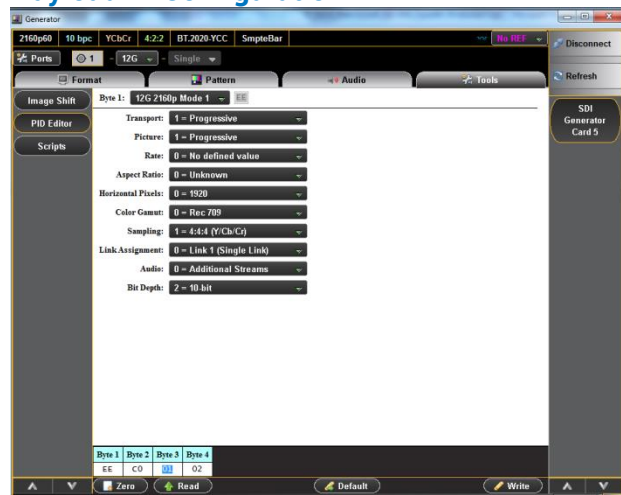 Generator
2160p60 10 bpc YCbCr 4:2:2 BT.2020-YCC SmpteBar No REF
Disconnect
Ports 1 - 12G - Single
Format Pattern Audio Tools
Refresh
Image Shift
PID Editor
Scripts
SDI
Generator
Card 5
Byte 1: 12G 2160p Mode 1 EE
Transport: 1 = Progressive
Picture: 1 = Progressive
Rate: 0 = No defined value
Aspect Ratio: 0 = Unknown
Horizontal Pixels: 0 = 1920
Color Gamut: 0 = Rec 709
Sampling: 1 = 4:4:4 (Y/Cb/Cr)
Link Assignment: 0 = Link 1 (Single Link)
Audio: 0 = Additional Streams
Bit Depth: 2 = 10-bit
Byte 1 Byte 2 Byte 3 Byte 4
EE C0 01 02
Zero Read Default Write